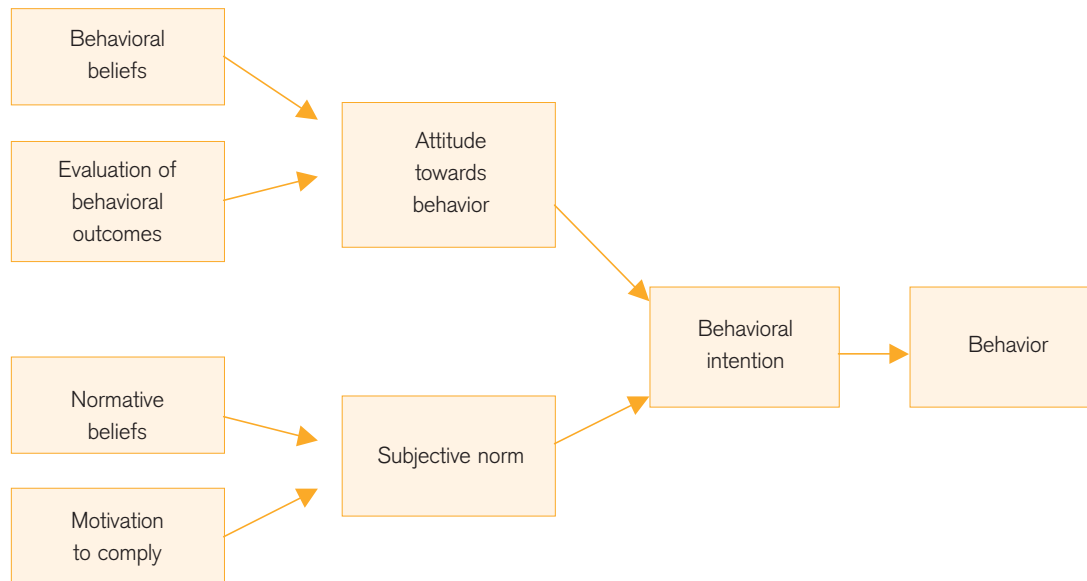 Behavioral
beliefs
Evaluation of
behavioral
outcomes
Attitude
towards
behavior
Normative
beliefs
Motivation
to comply
Subjective norm
Behavioral
intention
Behavior